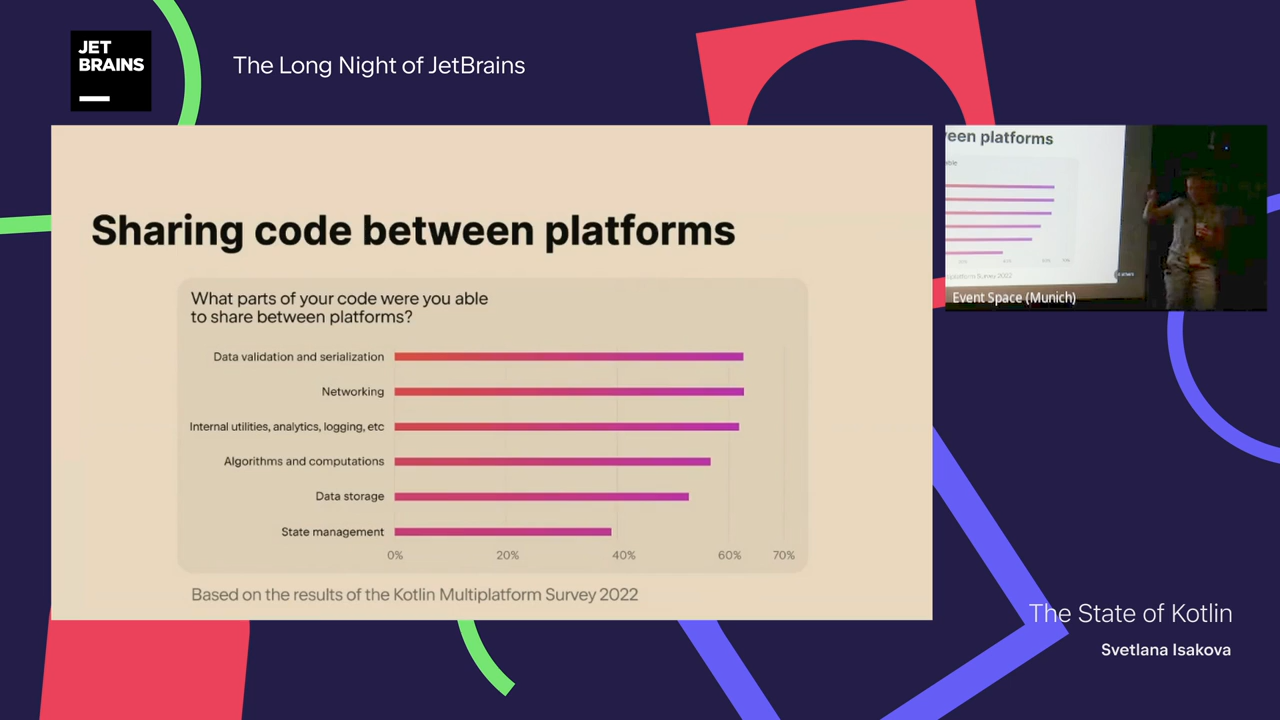 JET
BRAINS
The Long Night of JetBrains
Sharing code between platforms
What parts of your code were you able
to share between platforms?
Data validation and serialization
Networking
Internal utilities, analytics, logging, etc
Algorithms and computations
Data storage
State management
0% 20% 40% 60% 70%
Based on the results of the Kotlin Multiplatform Survey 2022
een platforms
Survey 2022
Event Space (Munich)
The State of Kotlin
Svetlana Isakova